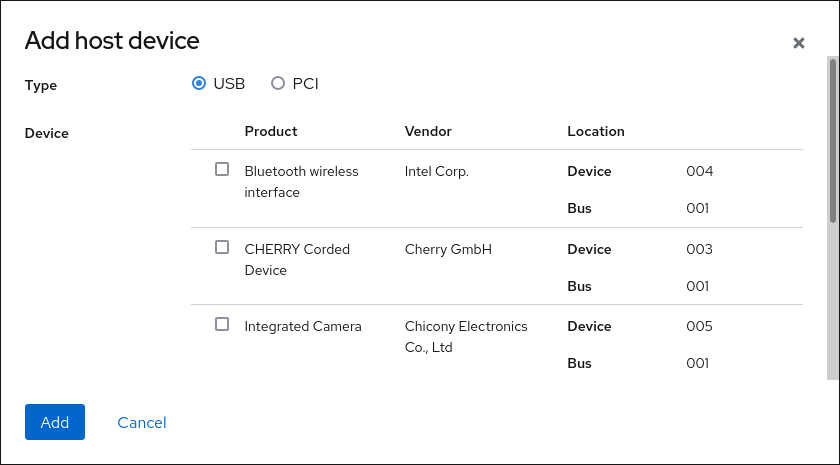 Add host device
Type
USB PCI
Device
Product Vendor Location
Bluetooth wireless Intel Corp. Device 004
interface
Bus 001
CHERRY Corded Cherry GmbH Device 003
Device
Bus 001
Integrated Camera Chicony Electronics Device 005
Co., Ltd
Bus 001
Add Cancel